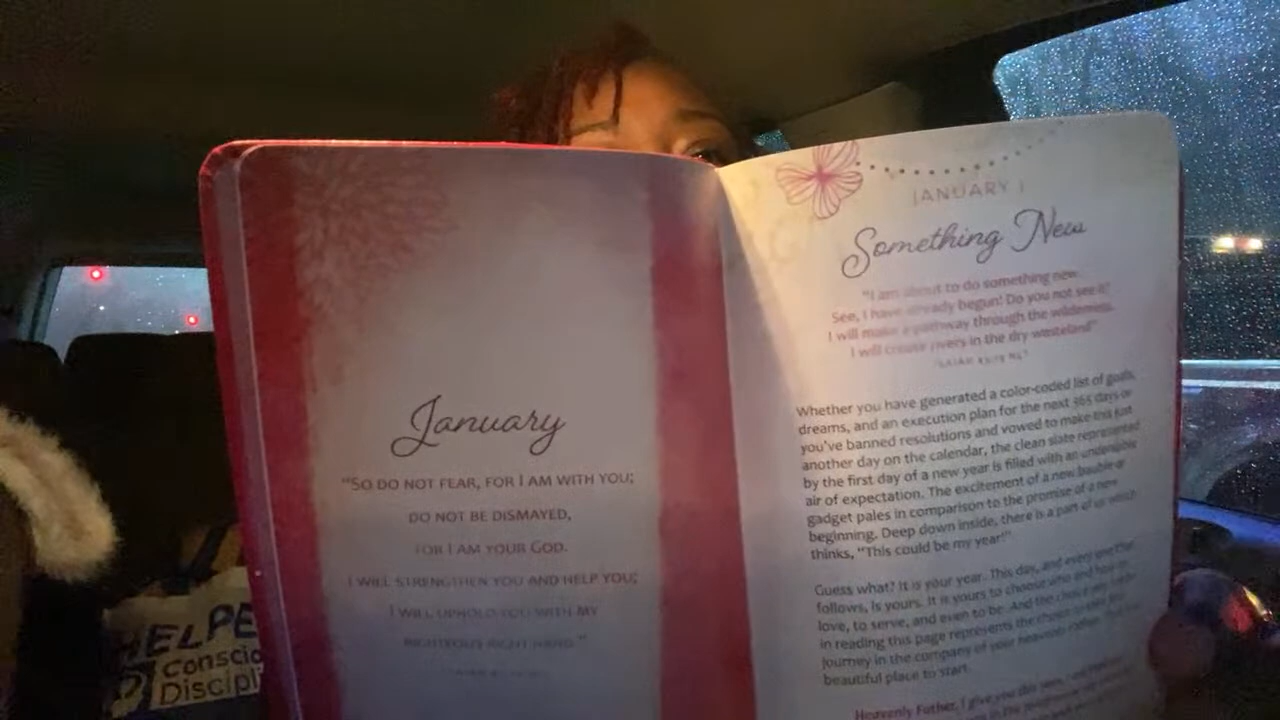 January
"SO DO NOT FEAR, FOR I AM WITH YOU;
DO NOT BE DISMAYED,
FOR I AM YOUR GOD.
I WILL STRENGTHEN YOU AND HELP YOU;
I WILL UPHOLD YOU WITH MY
RIGHTEOUS RIGHT HAND."
JANUARY 1
Something New
"I am about to do something new.
See, I have already begun! Do you not see it?
I will make a pathway through the wilderness.
I will create rivers in the dry wasteland"
Whether you have generated a color-coded list of goals,
dreams, and an execution plan for the next 365 days or
you've banned resolutions and vowed to make this just
another day on the calendar, the clean slate represented
by the first day of a new year is filled with an undeniable
air of expectation. The excitement of a new bauble or
gadget pales in comparison to the promise of a new
beginning. Deep down inside, there is a part of us which
thinks, "This could be my year!"
Guess what? It is your year. This day, and every one that
follows, is yours. It is yours to choose who and how to
love, to serve, and even to be. And the choice
in reading this page represents the choice to
journey in the company of your heavenly Father.
beautiful place to start.
Heavenly Father, I give you this
HELPE
Conscio
Discipl